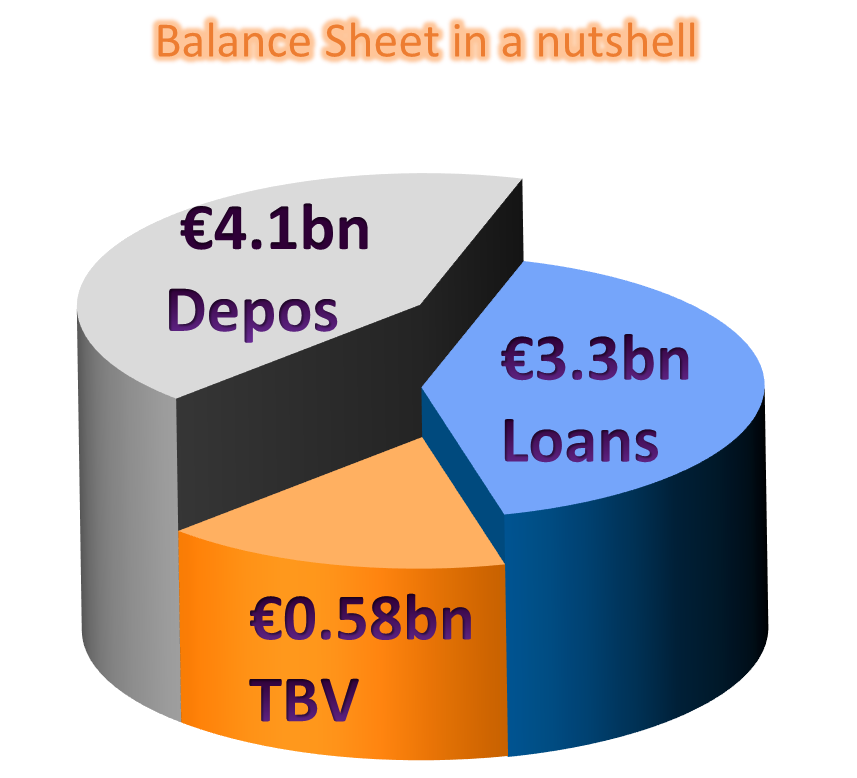 Balance Sheet in a nutshell
€4.1bn
Depos
€3.3bn
Loans
€0.58bn
TBV